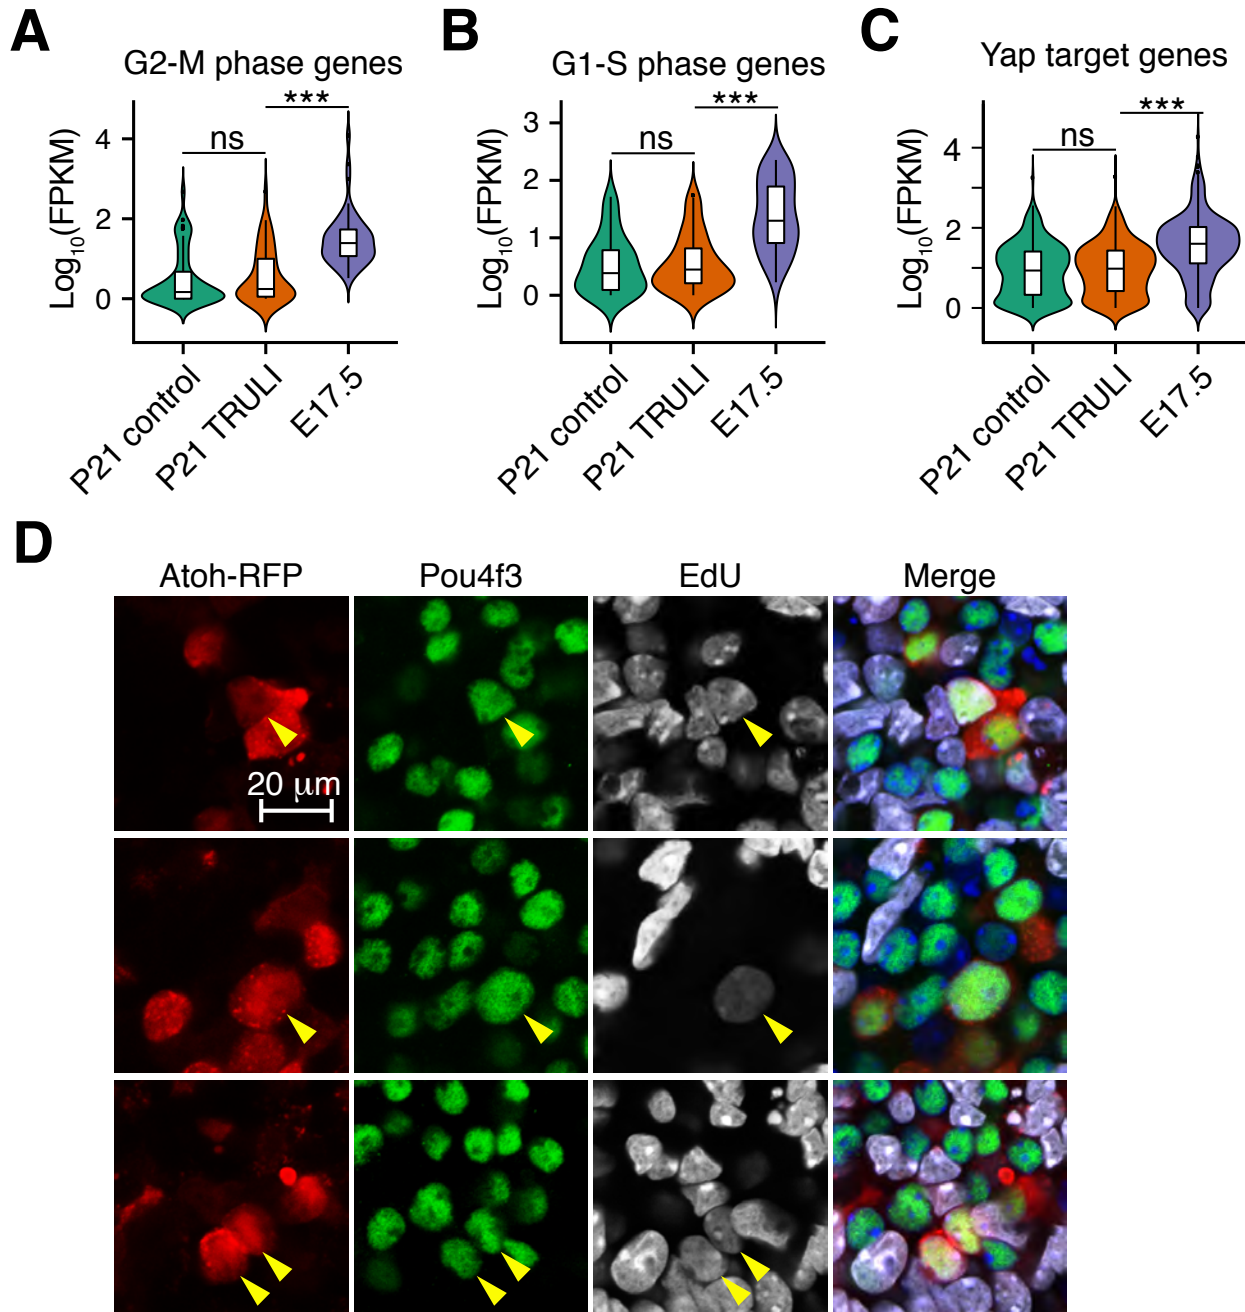 A
B
C
G2-M phase genes
G1-S phase genes
Yap target genes
Log10(FPKM)
4
2
0
ns
***
P21 control
P21 TRULI
E17.5
Log10(FPKM)
3
2
1
0
ns
***
P21 control
P21 TRULI
E17.5
Log10(FPKM)
4
2
0
ns
***
P21 control
P21 TRULI
E17.5
D
Atoh-RFP
Pou4f3
EdU
Merge
20 μm